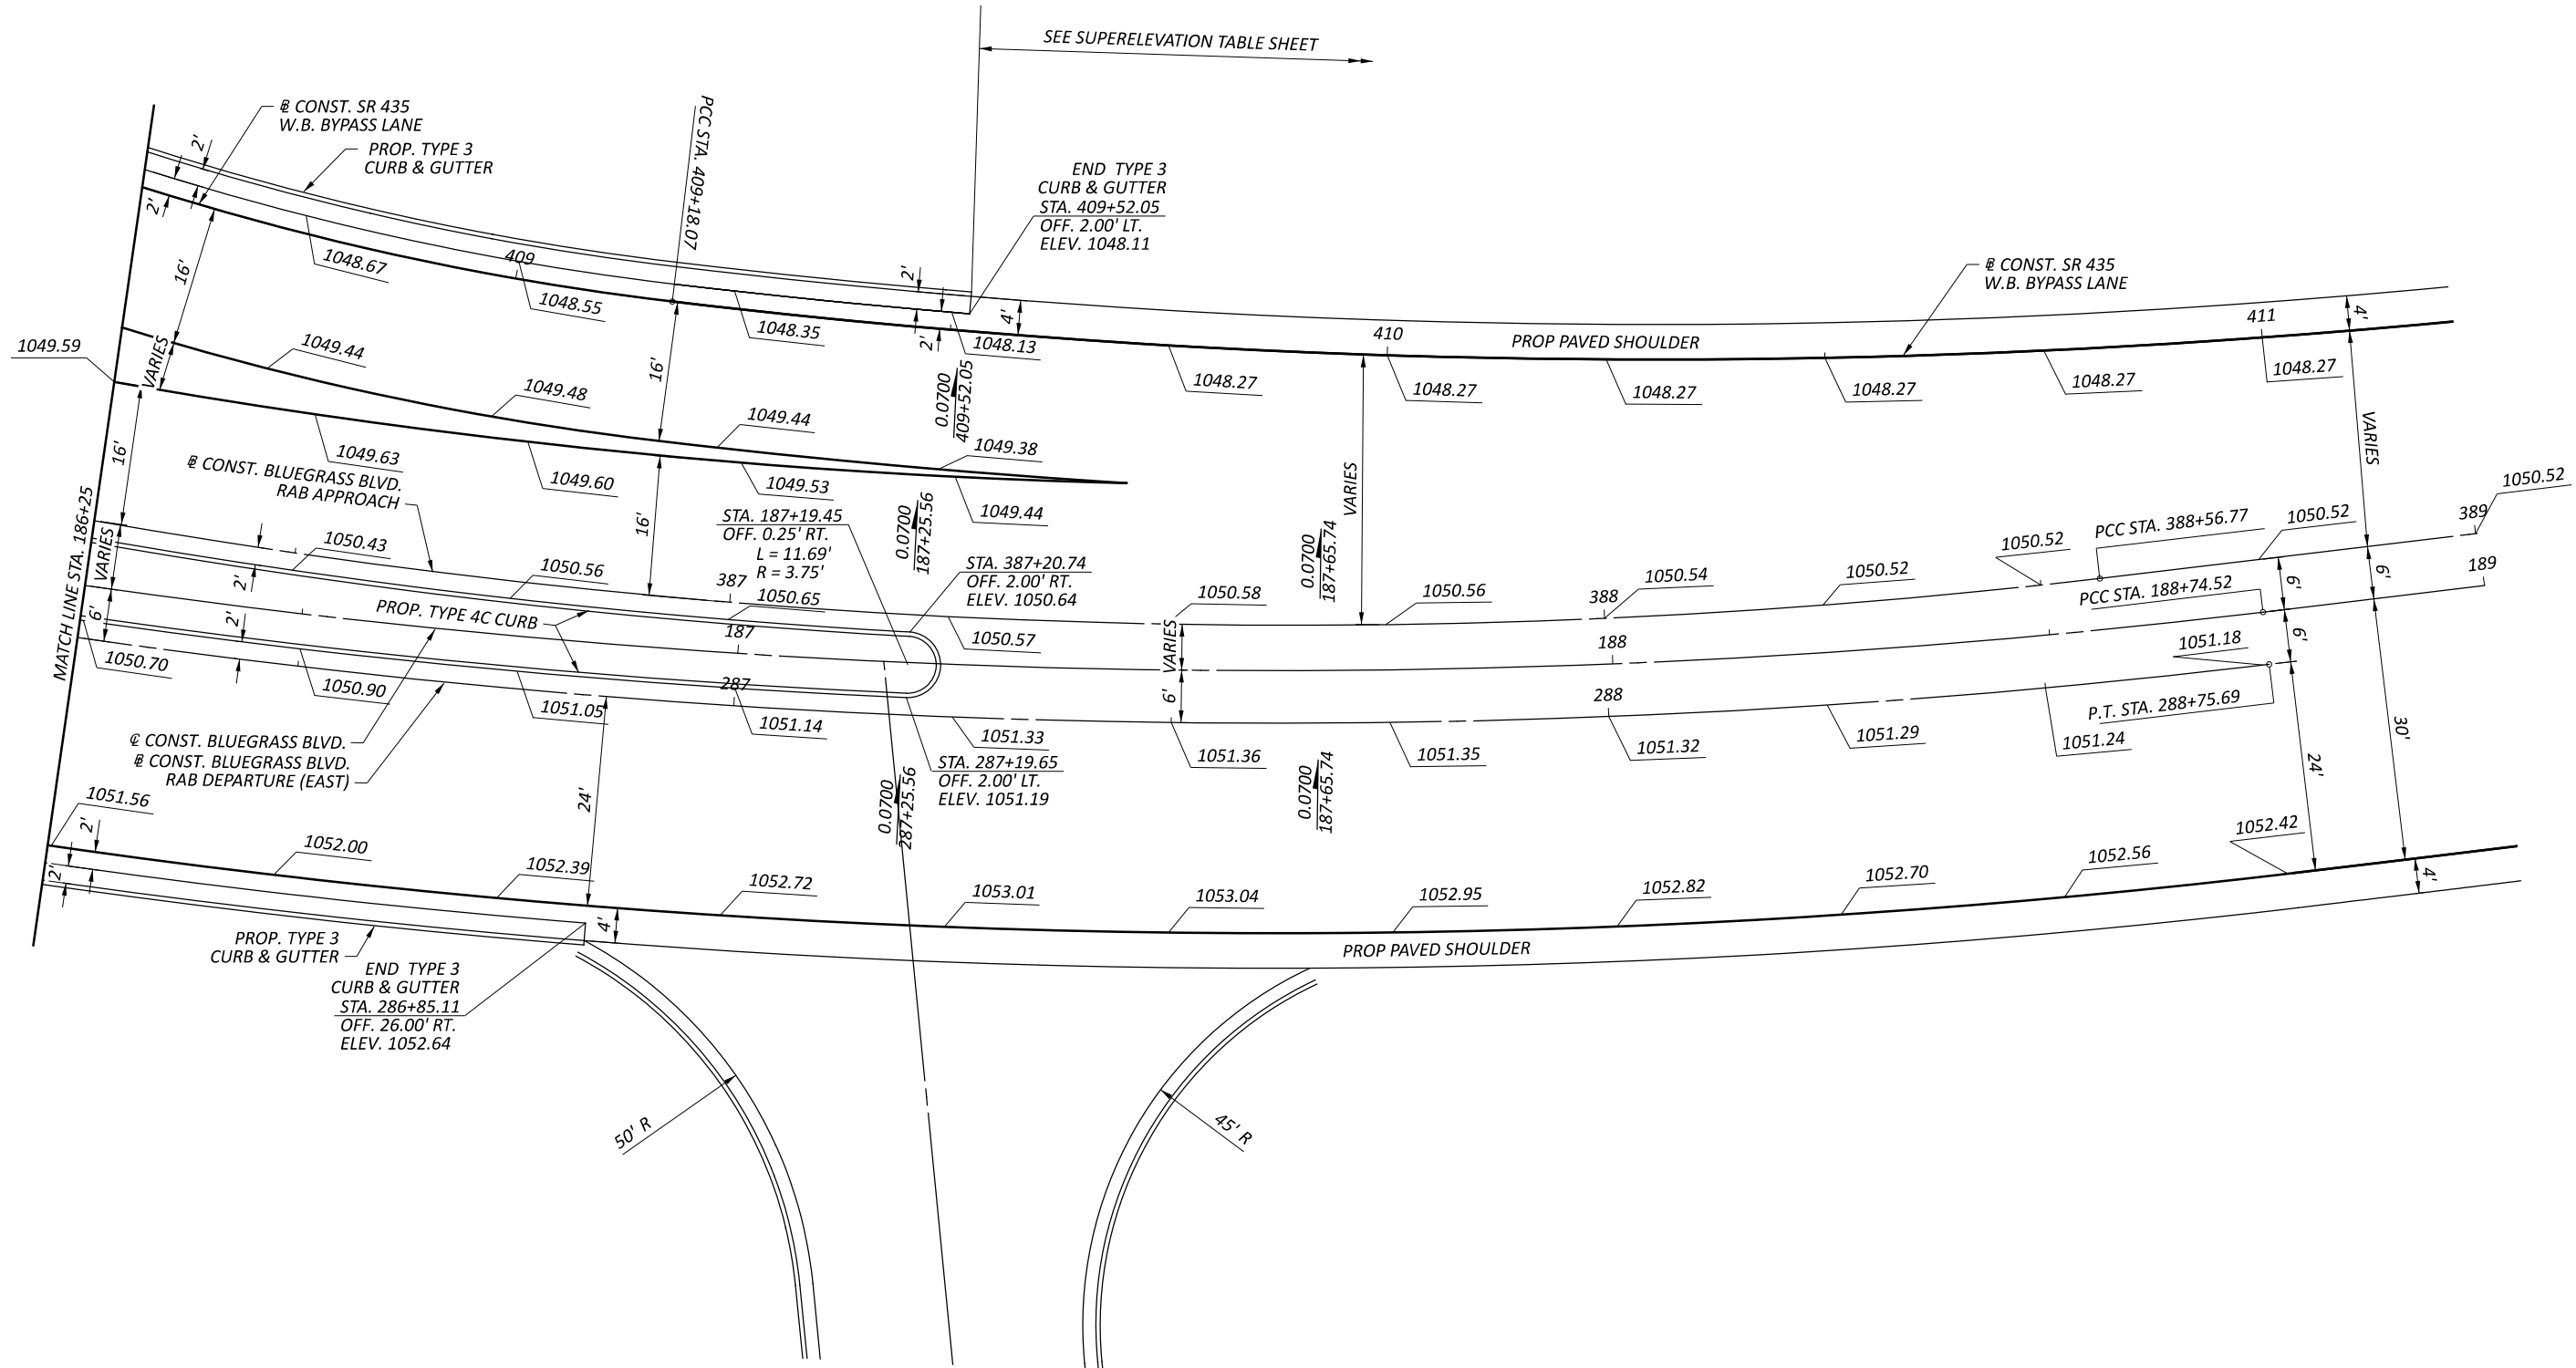 SEE SUPERELEVATION TABLE SHEET
℄ CONST. SR 435
W.B. BYPASS LANE
PROP. TYPE 3
CURB & GUTTER
2'
2'
16'
1048.67
409
1048.55
PCC STA. 409+18.07
1048.35
END TYPE 3
CURB & GUTTER
STA. 409+52.05
OFF. 2.00' LT.
ELEV. 1048.11
2'
2'
4'
1048.13
0.0700
409+52.05
1048.27
410
1048.27
PROP PAVED SHOULDER
1048.27
℄ CONST. SR 435
W.B. BYPASS LANE
1048.27
1048.27
411
1048.27
4'
VARIES
1049.59
VARIES
1049.44
1049.48
16'
1049.44
1049.38
16'
1049.63
1049.60
1049.53
1049.44
16'
℄ CONST. BLUEGRASS BLVD.
RAB APPROACH
MATCH LINE STA. 186+25
VARIES
6'
2'
1050.43
1050.56
387
1050.65
STA. 187+19.45
OFF. 0.25' RT.
L = 11.69'
R = 3.75'
0.0700
187+25.56
STA. 387+20.74
OFF. 2.00' RT.
ELEV. 1050.64
1050.57
1050.58
VARIES
6'
0.0700
187+65.74
VARIES
1050.56
388
1050.54
1050.52
1050.52
PCC STA. 388+56.77
1050.52
389
1050.52
189
PCC STA. 188+74.52
6'
6'
6'
1051.18
P.T. STA. 288+75.69
PROP. TYPE 4C CURB
2'
187
188
1050.70
1050.90
1051.05
287
1051.14
1051.33
1051.36
1051.35
288
1051.32
1051.29
1051.24
24'
30'
℄ CONST. BLUEGRASS BLVD.
℄ CONST. BLUEGRASS BLVD.
RAB DEPARTURE (EAST)
24'
STA. 287+19.65
OFF. 2.00' LT.
ELEV. 1051.19
0.0700
287+25.56
0.0700
187+65.74
1051.56
2'
2'
1052.00
1052.39
1052.72
1053.01
1053.04
1052.95
1052.82
1052.70
1052.56
1052.42
4'
4'
PROP PAVED SHOULDER
PROP. TYPE 3
CURB & GUTTER
END TYPE 3
CURB & GUTTER
STA. 286+85.11
OFF. 26.00' RT.
ELEV. 1052.64
50' R
45' R